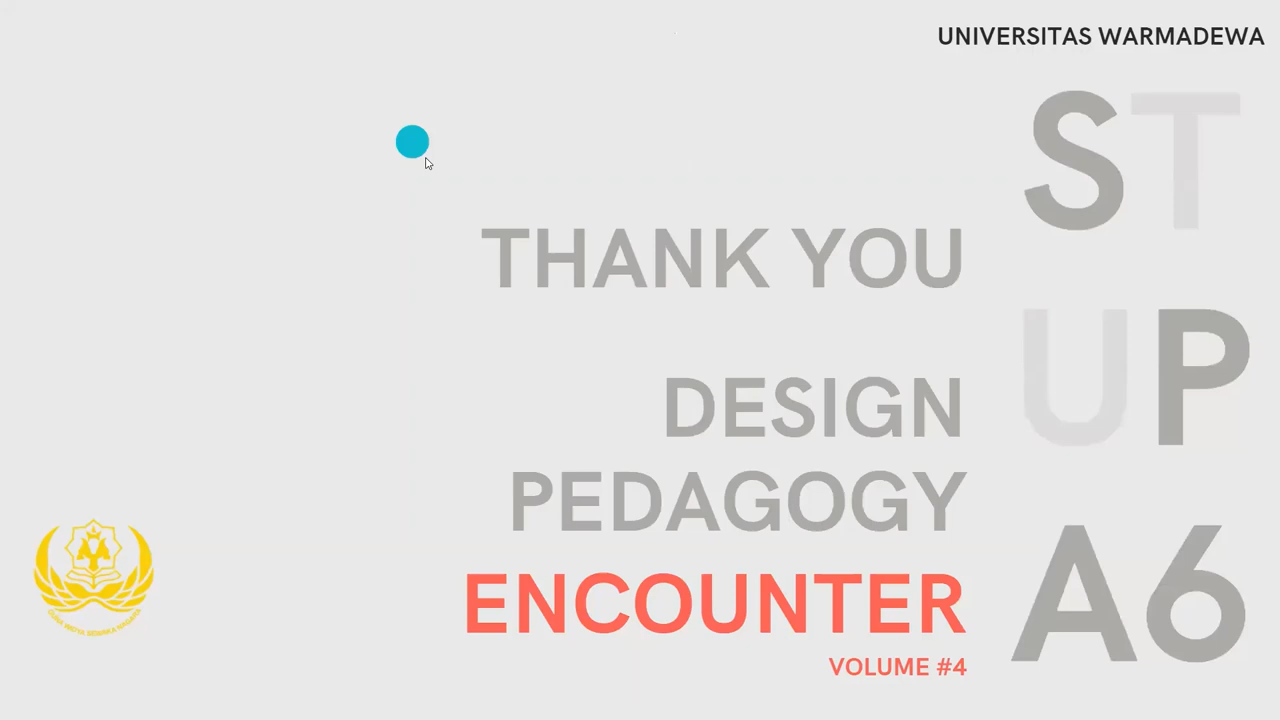 UNIVERSITAS WARMADEWA
ST
UP
A6
THANK YOU
DESIGN
PEDAGOGY
ENCOUNTER
VOLUME #4